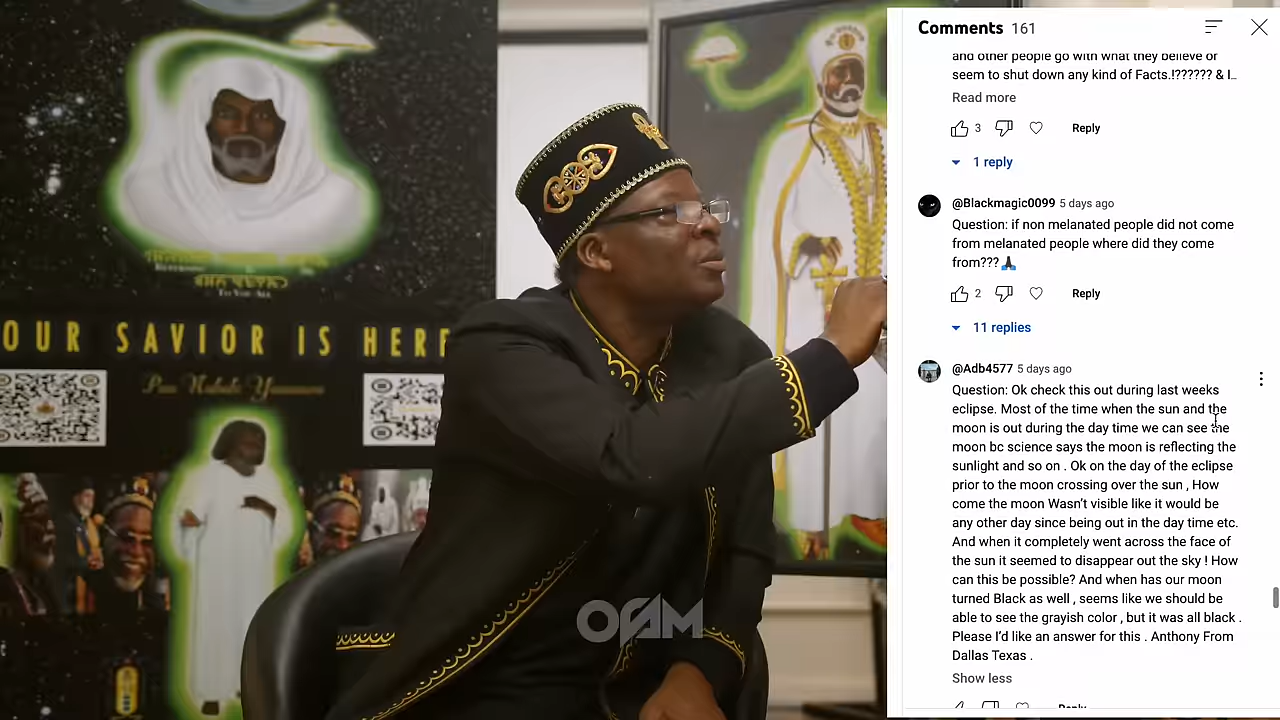 OUR SAVIOR IS HERE
OSAM
Comments 161
and other people go with what they believe or
seem to shut down any kind of Facts.!?????? & I...
Read more
3
Reply
1 reply
@Blackmagic0099 5 days ago
Question: if non melanated people did not come
from melanated people where did they come
from???🙏🏿
2
Reply
11 replies
@Adb4577 5 days ago
Question: Ok check this out during last weeks
eclipse. Most of the time when the sun and the
moon is out during the day time we can see the
moon bc science says the moon is reflecting the
sunlight and so on . Ok on the day of the eclipse
prior to the moon crossing over the sun , How
come the moon Wasn't visible like it would be
any other day since being out in the day time etc.
And when it completely went across the face of
the sun it seemed to disappear out the sky ! How
can this be possible? And when has our moon
turned Black as well , seems like we should be
able to see the grayish color , but it was all black .
Please I'd like an answer for this . Anthony From
Dallas Texas .
Show less
Reply